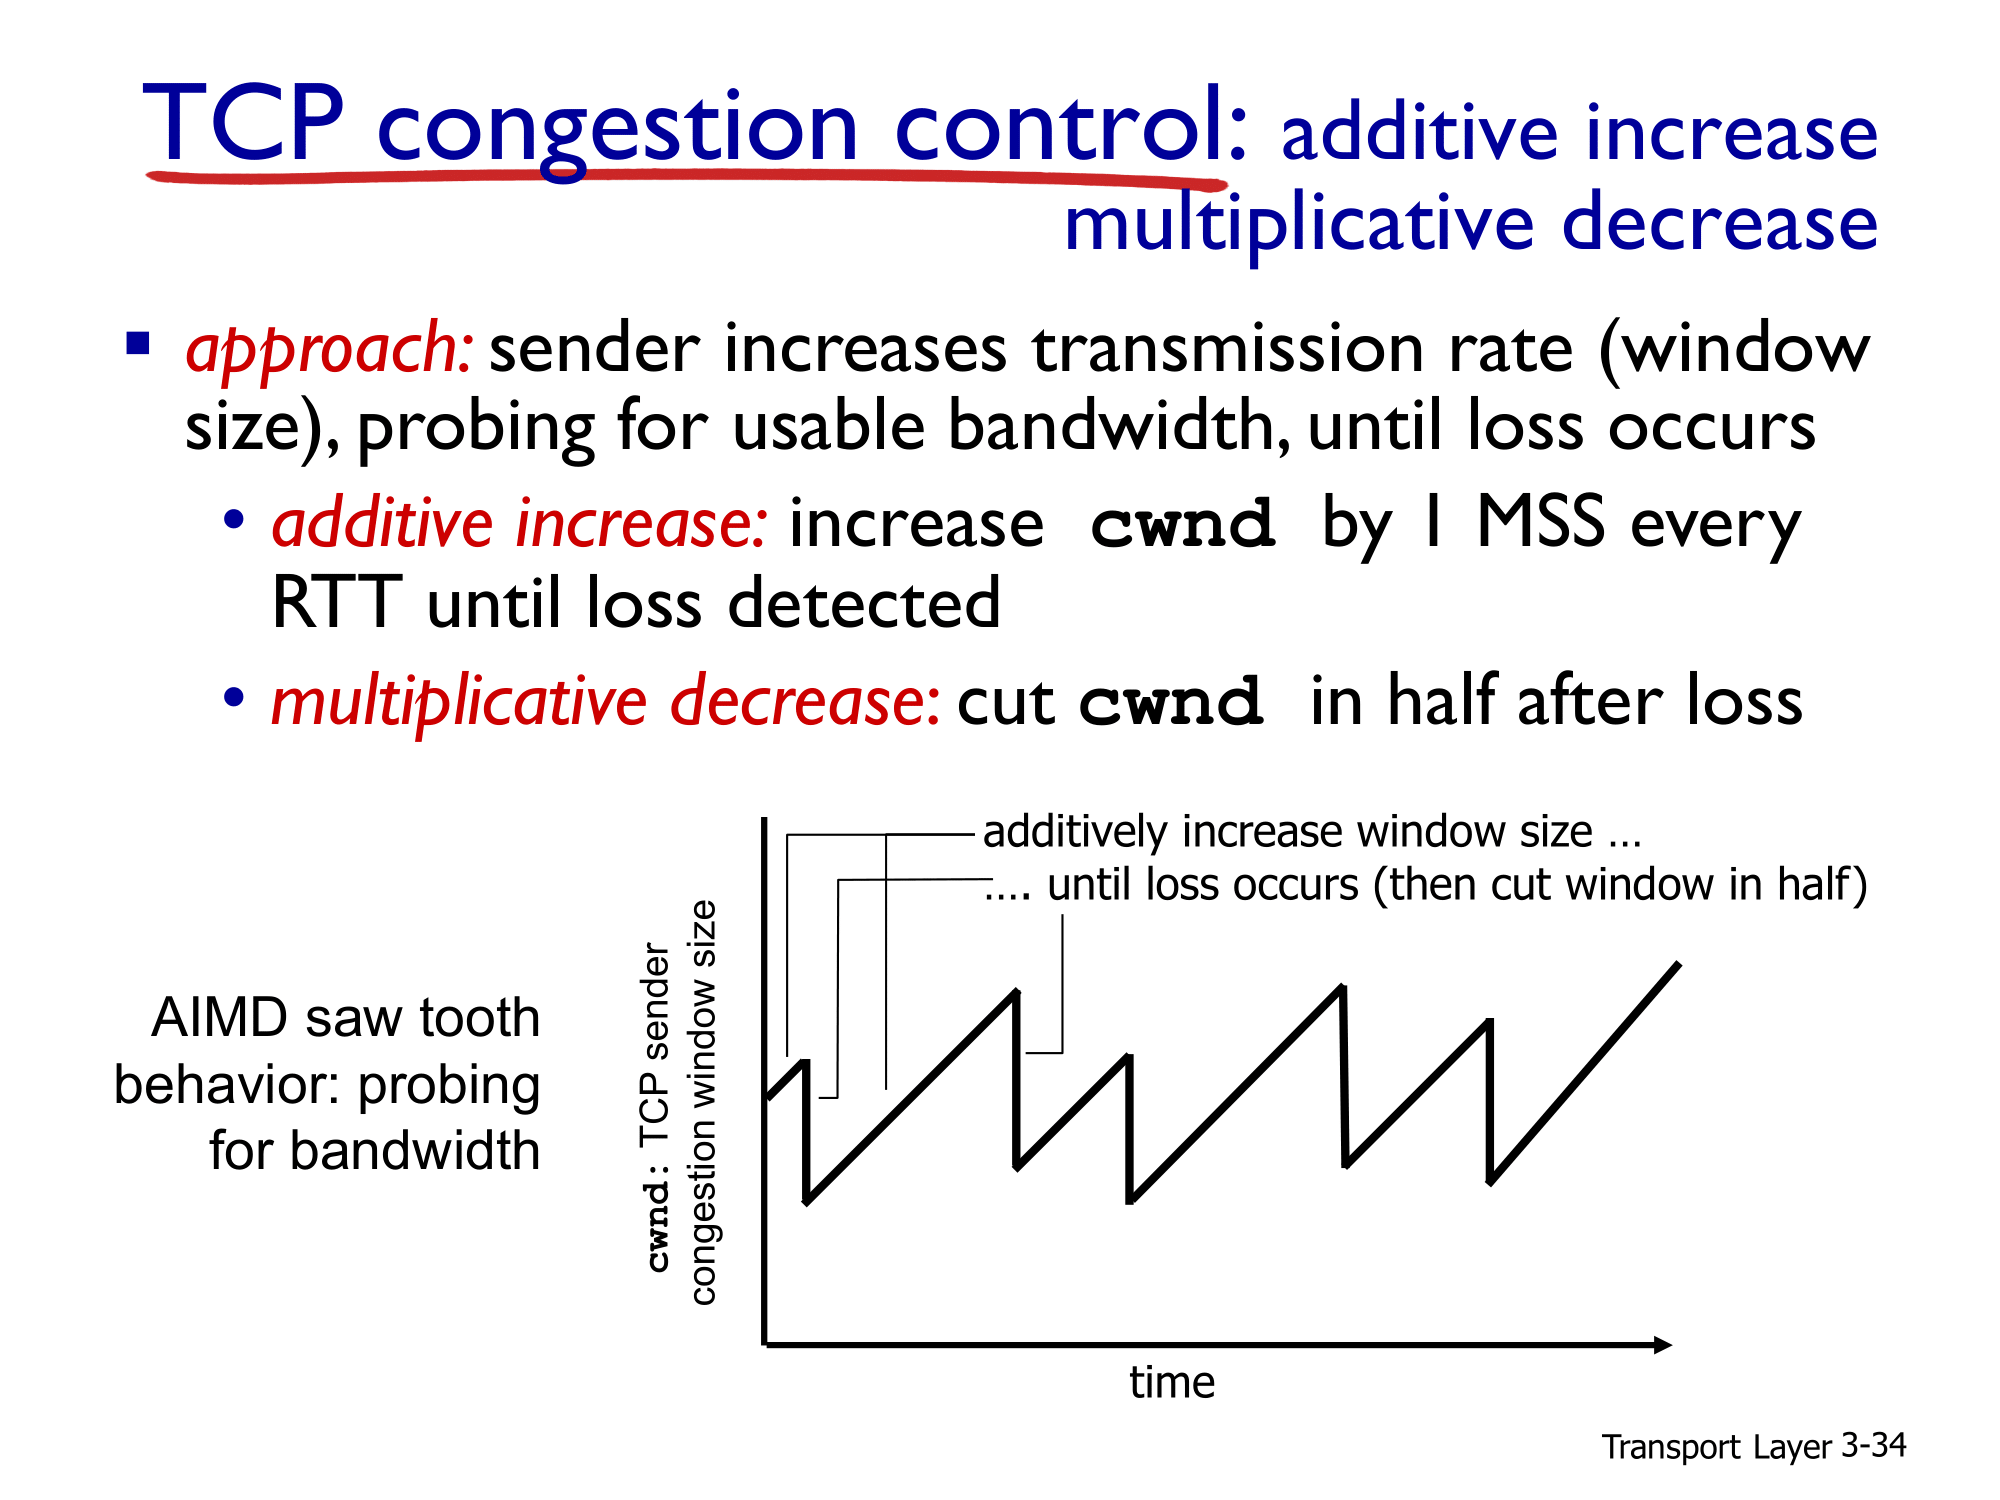 TCP congestion control: additive increase
multiplicative decrease
▪ approach: sender increases transmission rate (window
size), probing for usable bandwidth, until loss occurs
• additive increase: increase cwnd by 1 MSS every
RTT until loss detected
• multiplicative decrease: cut cwnd in half after loss
additively increase window size …
…. until loss occurs (then cut window in half)
AIMD saw tooth
behavior: probing
for bandwidth
cwnd: TCP sender
congestion window size
time
Transport Layer 3-34